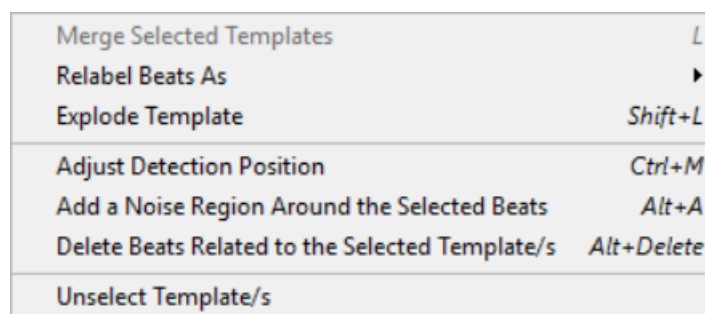 Merge Selected Templates L
Relabel Beats As
Explode Template Shift+L
Adjust Detection Position Ctrl+M
Add a Noise Region Around the Selected Beats Alt+A
Delete Beats Related to the Selected Template/s Alt+Delete
Unselect Template/s